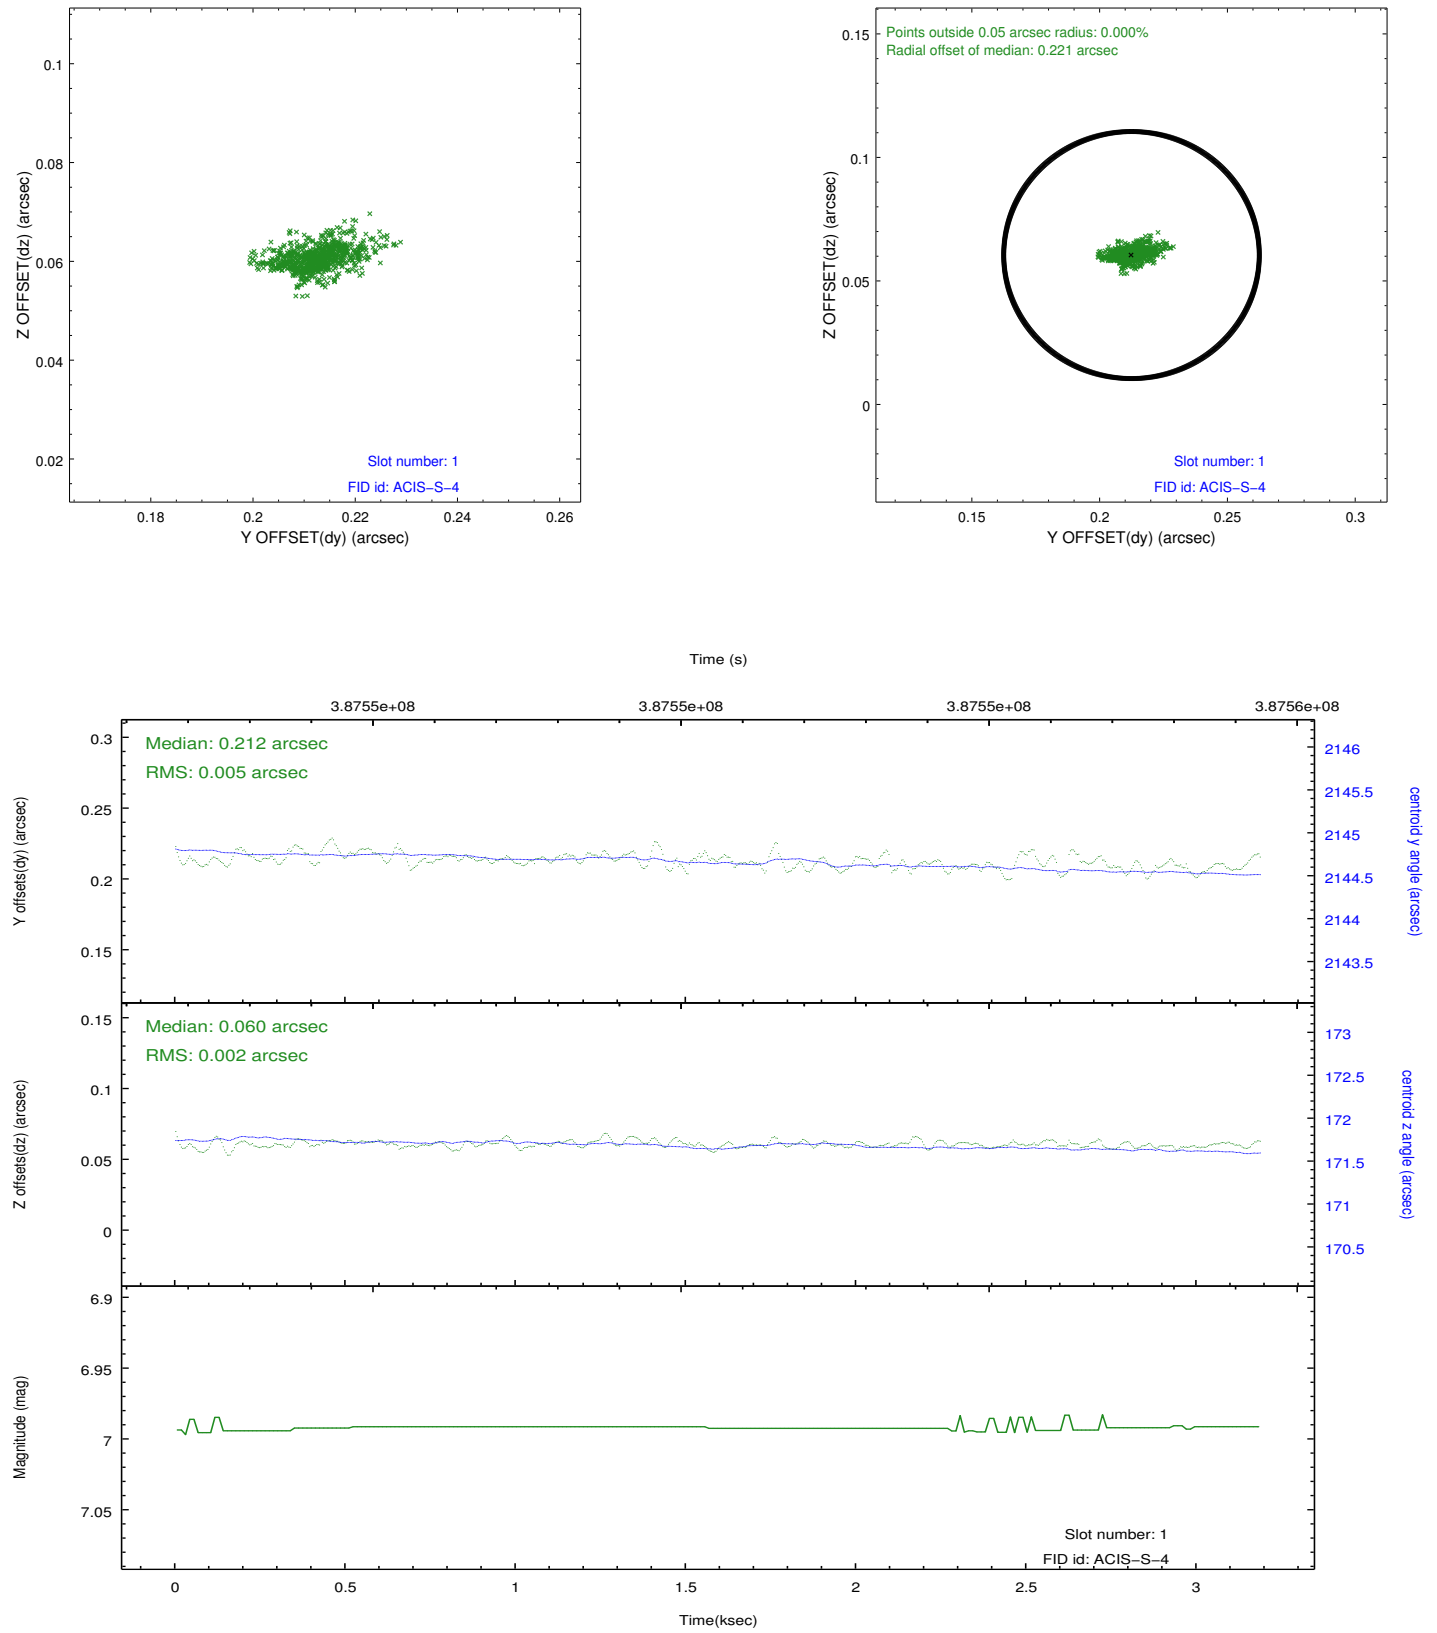 0.1
0.08
0.06
0.04
0.02
Z OFFSET(dz) (arcsec)
Slot number: 1
FID id: ACIS−S−4
0.18 0.2 0.22 0.24 0.26
Y OFFSET(dy) (arcsec)
Points outside 0.05 arcsec radius: 0.000%
Radial offset of median: 0.221 arcsec
0.15
0.1
0.05
0
Z OFFSET(dz) (arcsec)
Slot number: 1
FID id: ACIS−S−4
0.15 0.2 0.25 0.3
Y OFFSET(dy) (arcsec)
Time (s)
3.8755e+08 3.8755e+08 3.8755e+08 3.8756e+08
Median: 0.212 arcsec
RMS: 0.005 arcsec
0.3
0.25
0.2
0.15
Y offsets(dy) (arcsec)
2146
2145.5
2145
2144.5
2144
2143.5
centroid y angle (arcsec)
Median: 0.060 arcsec
RMS: 0.002 arcsec
0.15
0.1
0.05
0
Z offsets(dz) (arcsec)
173
172.5
172
171.5
171
170.5
centroid z angle (arcsec)
6.9
6.95
7
7.05
Magnitude (mag)
Slot number: 1
FID id: ACIS−S−4
0 0.5 1 1.5 2 2.5 3
Time(ksec)